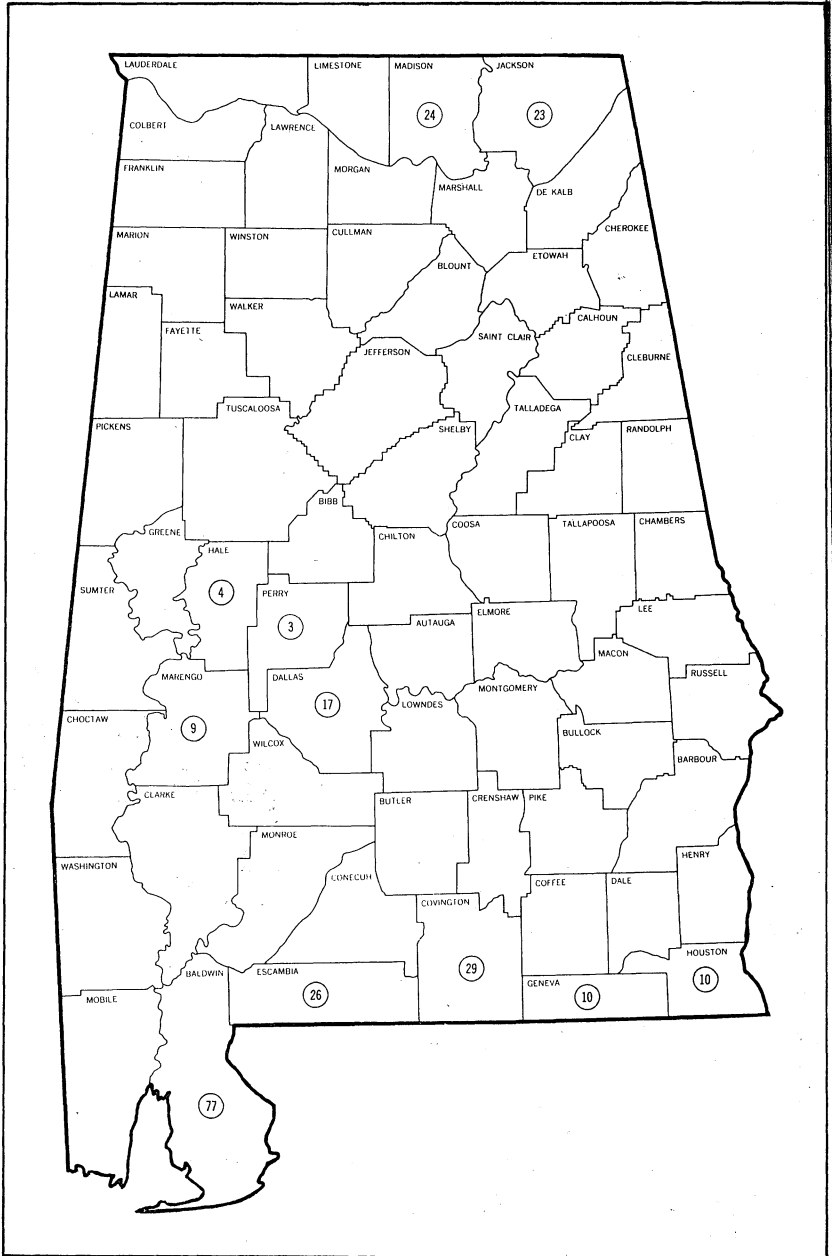 LAUDERDALE
LIMESTONE
MADISON
JACKSON
24
23
COLBERT
LAWRENCE
FRANKLIN
MORGAN
MARSHALL
DE KALB
MARION
WINSTON
CULLMAN
CHEROKEE
ETOWAH
BLOUNT
LAMAR
WALKER
FAYETTE
CALHOUN
SAINT CLAIR
JEFFERSON
CLEBURNE
TUSCALOOSA
TALLADEGA
PICKENS
SHELBY
CLAY
RANDOLPH
BIBB
GREENE
CHILTON
COOSA
TALLAPOOSA
CHAMBERS
HALE
4
SUMTER
PERRY
3
AUTAUGA
ELMORE
LEE
MACON
MARENGO
9
DALLAS
17
LOWNDES
MONTGOMERY
RUSSELL
CHOCTAW
WILCOX
BULLOCK
BARBOUR
CLARKE
BUTLER
CRENSHAW
PIKE
MONROE
HENRY
WASHINGTON
CONECUH
COFFEE
DALE
COVINGTON
29
HOUSTON
10
BALDWIN
ESCAMBIA
26
GENEVA
10
MOBILE
77